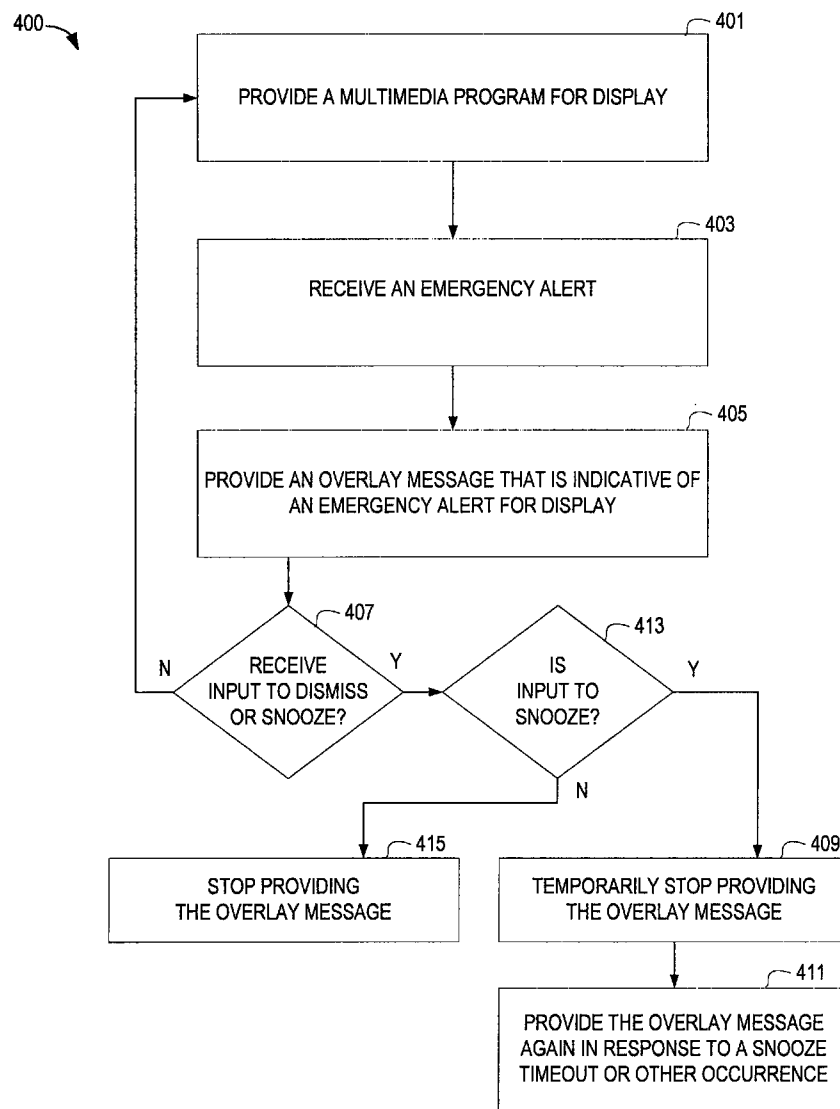 400
401
PROVIDE A MULTIMEDIA PROGRAM FOR DISPLAY
403
RECEIVE AN EMERGENCY ALERT
405
PROVIDE AN OVERLAY MESSAGE THAT IS INDICATIVE OF
AN EMERGENCY ALERT FOR DISPLAY
407
N
RECEIVE
INPUT TO DISMISS
OR SNOOZE?
Y
413
IS
INPUT TO
SNOOZE?
Y
N
415
STOP PROVIDING
THE OVERLAY MESSAGE
409
TEMPORARILY STOP PROVIDING
THE OVERLAY MESSAGE
411
PROVIDE THE OVERLAY MESSAGE
AGAIN IN RESPONSE TO A SNOOZE
TIMEOUT OR OTHER OCCURRENCE